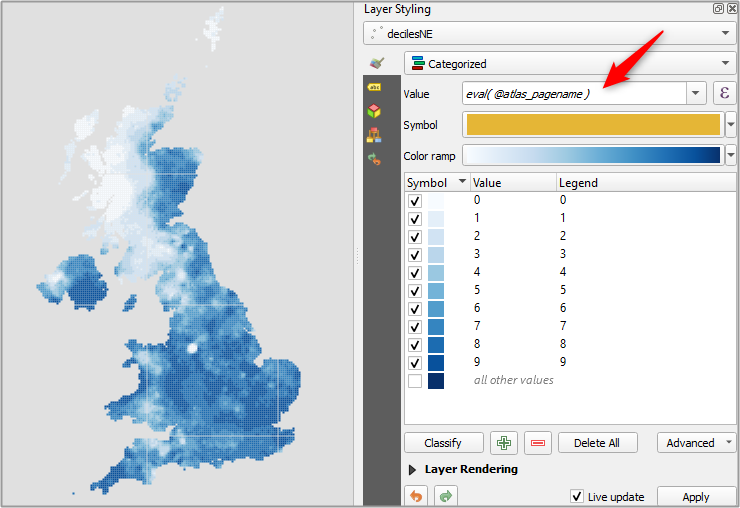 Layer Styling
decilesNE
Categorized
abc
Value eval( @atlas_pagename ) ε
Symbol
Color ramp
Symbol Value Legend
0 0
1 1
2 2
3 3
4 4
5 5
6 6
7 7
8 8
9 9
all other values
Classify Delete All Advanced
Layer Rendering
Live update Apply